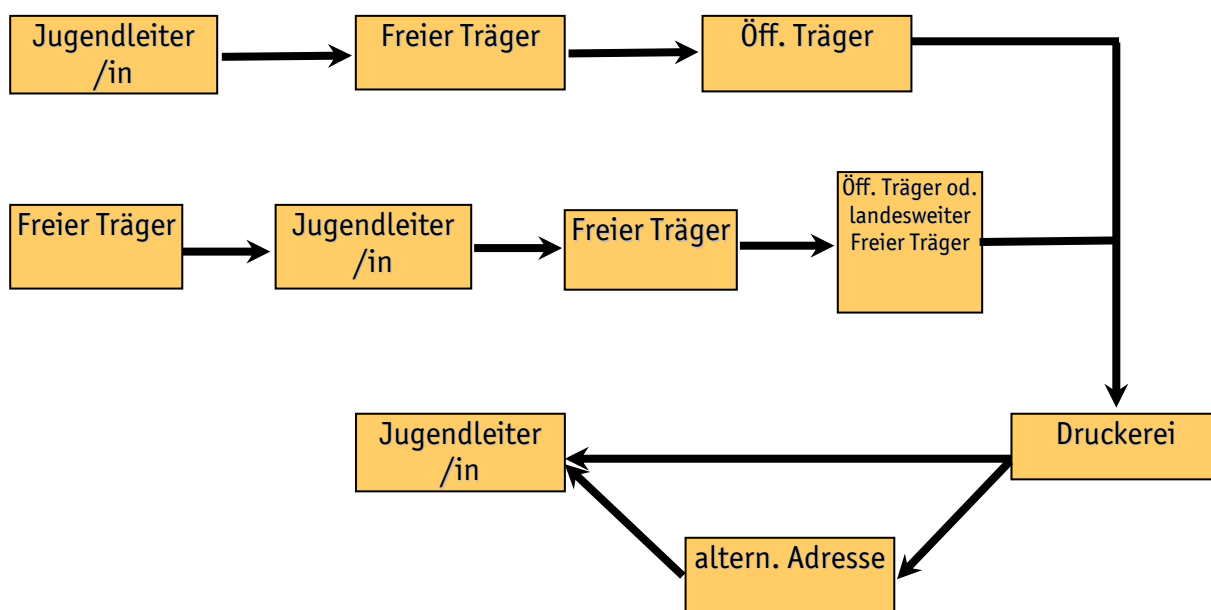 Jugendleiter
/in
Freier Träger
Öff. Träger
Freier Träger
Jugendleiter
/in
Freier Träger
Öff. Träger od.
landesweiter
Freier Träger
Jugendleiter
/in
Druckerei
altern. Adresse